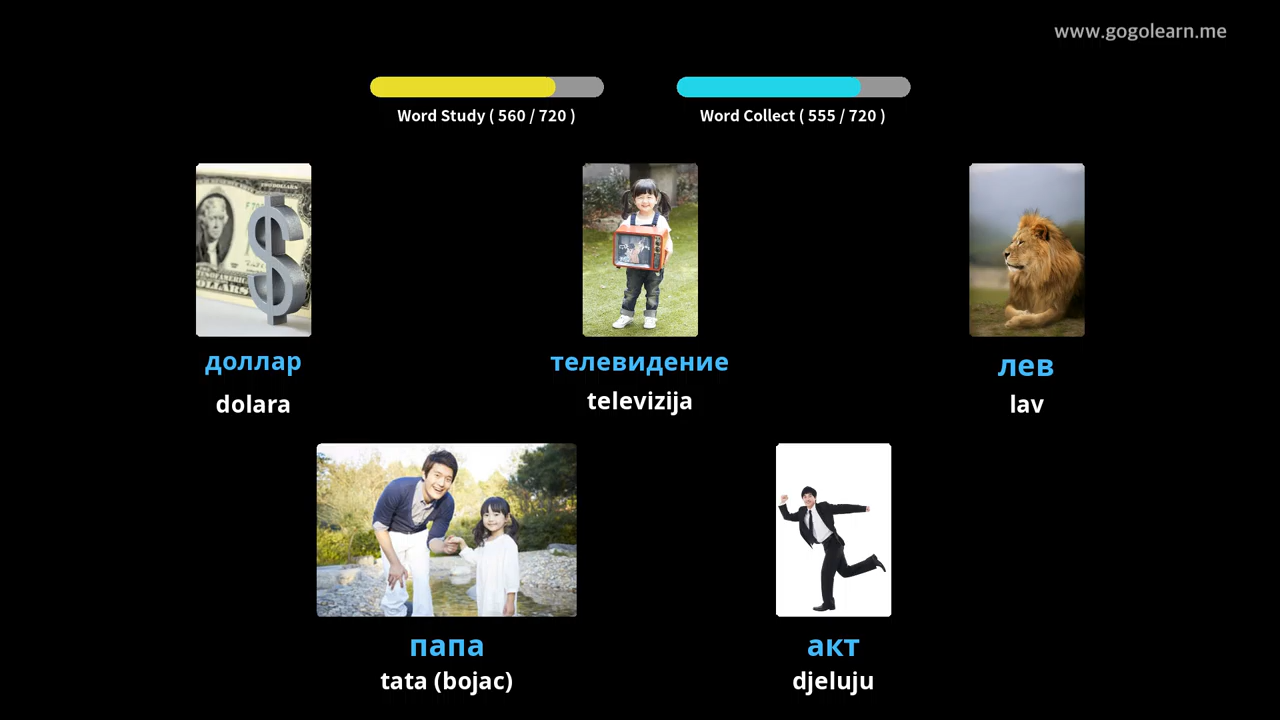 www.gogolearn.me
Word Study ( 560 / 720 )
Word Collect ( 555 / 720 )
доллар
dolara
телевидение
televizija
лев
lav
папа
tata (bojac)
акт
djeluju